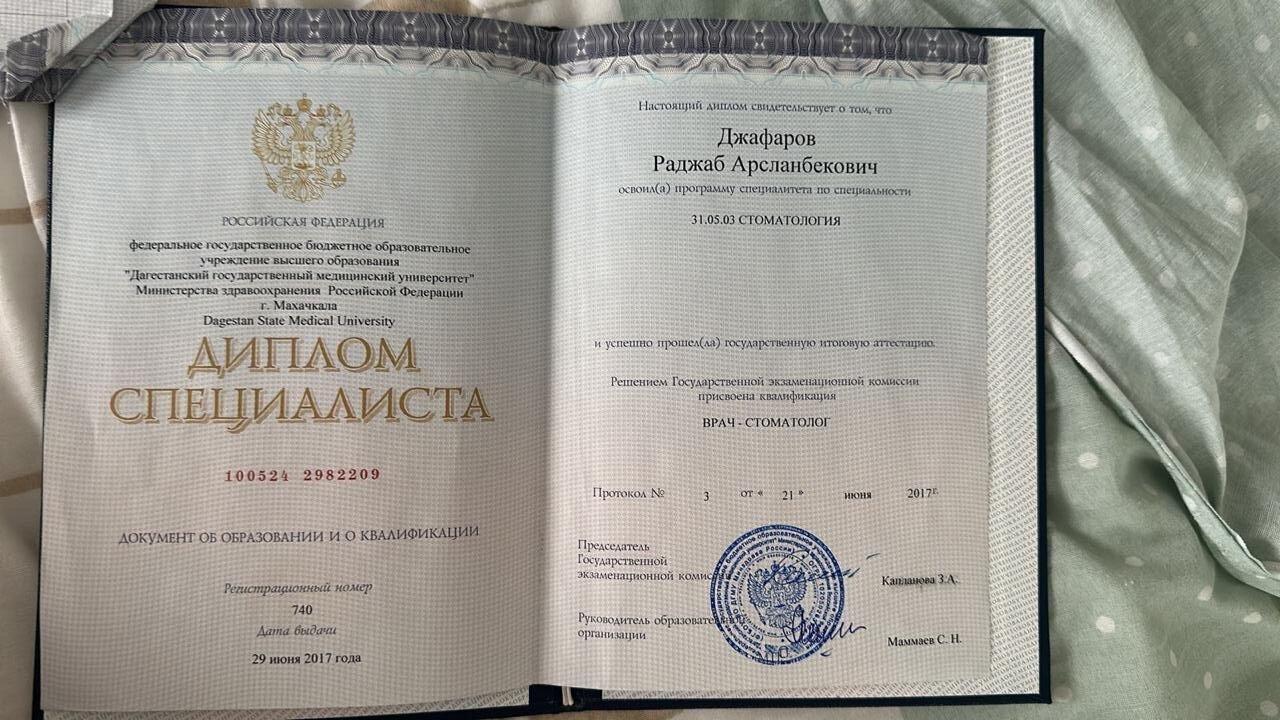 РОССИЙСКАЯ ФЕДЕРАЦИЯ
федеральное государственное бюджетное образовательное
учреждение высшего образования
"Дагестанский государственный медицинский университет"
Министерства здравоохранения Российской Федерации
г. Махачкала
Dagestan State Medical University
ДИПЛОМ
СПЕЦИАЛИСТА
100524 2982209
ДОКУМЕНТ ОБ ОБРАЗОВАНИИ И О КВАЛИФИКАЦИИ
Регистрационный номер
740
Дата выдачи
29 июня 2017 года
Настоящий диплом свидетельствует о том, что
Джафаров
Раджаб Арсланбекович
освоил(а) программу специалитета по специальности
31.05.03 СТОМАТОЛОГИЯ
и успешно прошел(ла) государственную итоговую аттестацию.
Решением Государственной экзаменационной комиссии
присвоена квалификация
ВРАЧ - СТОМАТОЛОГ
Протокол № 3 от « 21 » июня 2017г.
Председатель
Государственной
экзаменационной комиссии
Капланова З.А.
Руководитель образовательной
организации
Маммаев С. Н.